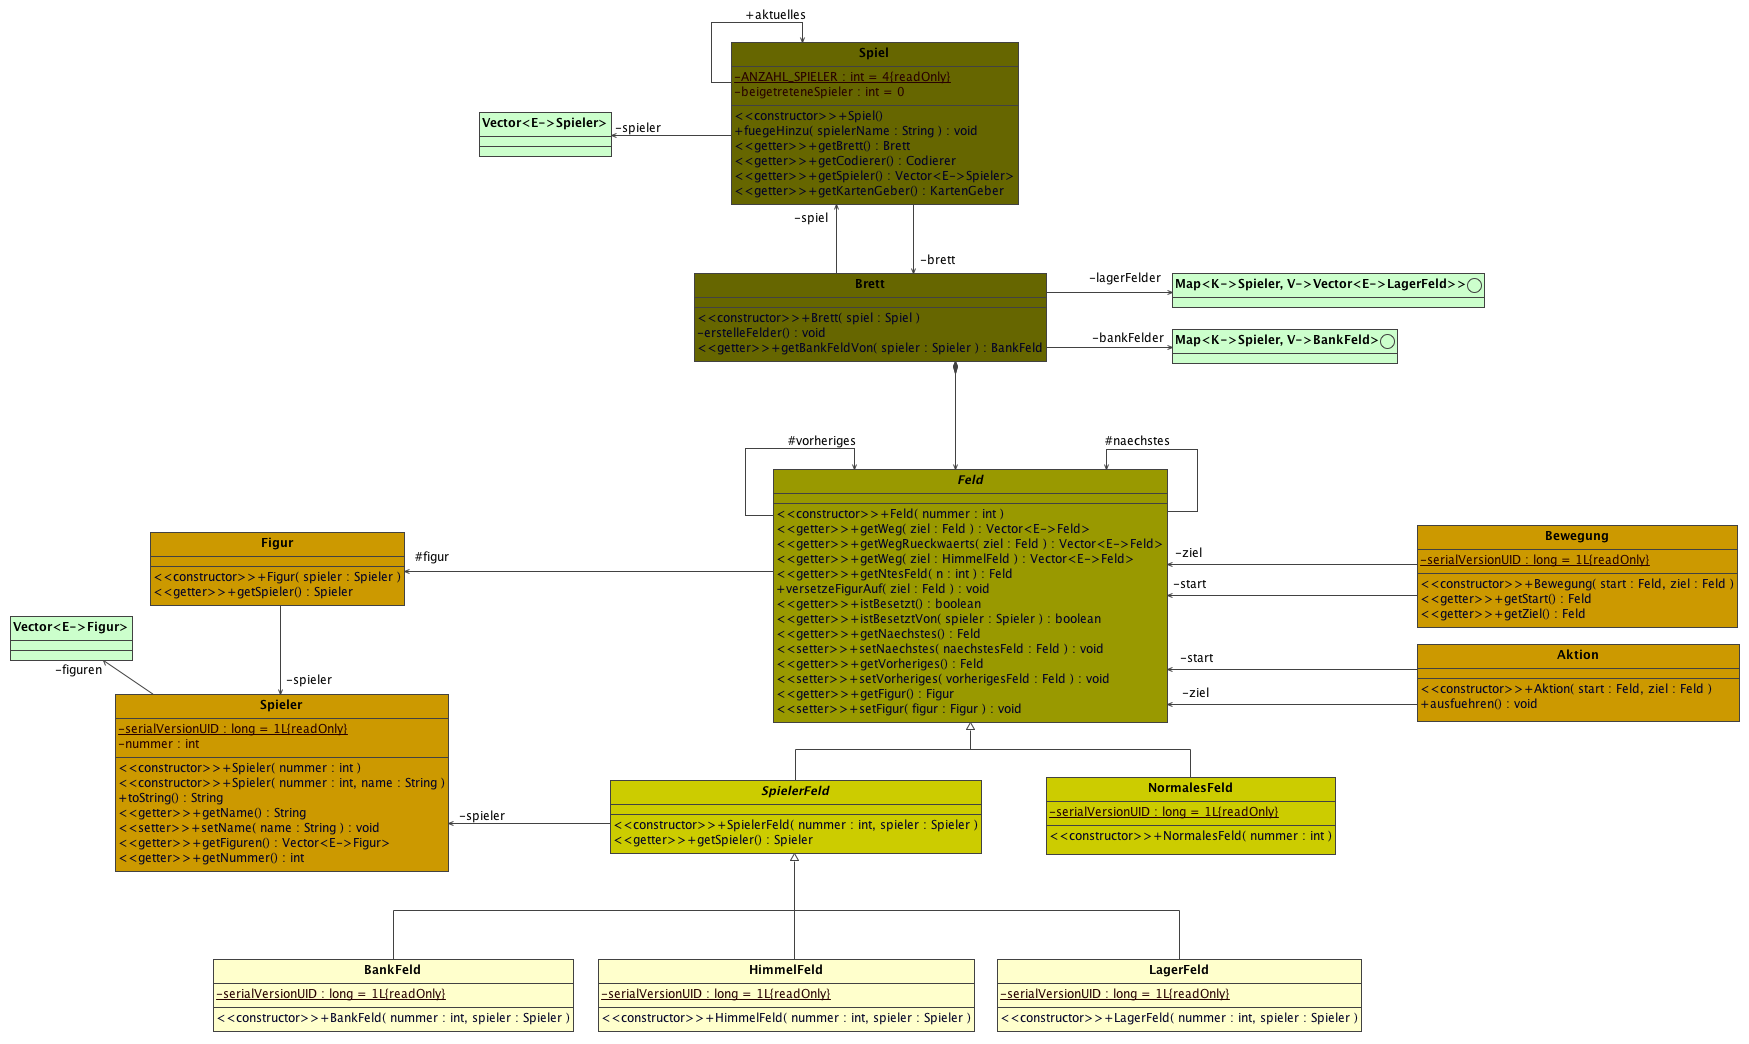 +aktuelles
Spiel
-ANZAHL_SPIELER : int = 4{readOnly}
-beigetreteneSpieler : int = 0
<<constructor>>+Spiel()
+fuegeHinzu( spielerName : String ) : void
<<getter>>+getBrett() : Brett
<<getter>>+getCodierer() : Codierer
<<getter>>+getSpieler() : Vector<E->Spieler>
<<getter>>+getKartenGeber() : KartenGeber
Vector<E->Spieler>
-spieler
-spiel
-brett
Brett
<<constructor>>+Brett( spiel : Spiel )
-erstelleFelder() : void
<<getter>>+getBankFeldVon( spieler : Spieler ) : BankFeld
-lagerFelder
Map<K->Spieler, V->Vector<E->LagerFeld>>
-bankFelder
Map<K->Spieler, V->BankFeld>
#vorheriges
#naechstes
Feld
<<constructor>>+Feld( nummer : int )
<<getter>>+getWeg( ziel : Feld ) : Vector<E->Feld>
<<getter>>+getWegRueckwaerts( ziel : Feld ) : Vector<E->Feld>
<<getter>>+getWeg( ziel : HimmelFeld ) : Vector<E->Feld>
<<getter>>+getNtesFeld( n : int ) : Feld
+versetzeFigurAuf( ziel : Feld ) : void
<<getter>>+istBesetzt() : boolean
<<getter>>+istBesetztVon( spieler : Spieler ) : boolean
<<getter>>+getNaechstes() : Feld
<<setter>>+setNaechstes( naechstesFeld : Feld ) : void
<<getter>>+getVorheriges() : Feld
<<setter>>+setVorheriges( vorherigesFeld : Feld ) : void
<<getter>>+getFigur() : Figur
<<setter>>+setFigur( figur : Figur ) : void
Figur
<<constructor>>+Figur( spieler : Spieler )
<<getter>>+getSpieler() : Spieler
#figur
Vector<E->Figur>
-figuren
-spieler
Spieler
-serialVersionUID : long = 1L{readOnly}
-nummer : int
<<constructor>>+Spieler( nummer : int )
<<constructor>>+Spieler( nummer : int, name : String )
+toString() : String
<<getter>>+getName() : String
<<setter>>+setName( name : String ) : void
<<getter>>+getFiguren() : Vector<E->Figur>
<<getter>>+getNummer() : int
-ziel
-start
Bewegung
-serialVersionUID : long = 1L{readOnly}
<<constructor>>+Bewegung( start : Feld, ziel : Feld )
<<getter>>+getStart() : Feld
<<getter>>+getZiel() : Feld
-start
-ziel
Aktion
<<constructor>>+Aktion( start : Feld, ziel : Feld )
+ausfuehren() : void
-spieler
SpielerFeld
<<constructor>>+SpielerFeld( nummer : int, spieler : Spieler )
<<getter>>+getSpieler() : Spieler
NormalesFeld
-serialVersionUID : long = 1L{readOnly}
<<constructor>>+NormalesFeld( nummer : int )
BankFeld
-serialVersionUID : long = 1L{readOnly}
<<constructor>>+BankFeld( nummer : int, spieler : Spieler )
HimmelFeld
-serialVersionUID : long = 1L{readOnly}
<<constructor>>+HimmelFeld( nummer : int, spieler : Spieler )
LagerFeld
-serialVersionUID : long = 1L{readOnly}
<<constructor>>+LagerFeld( nummer : int, spieler : Spieler )